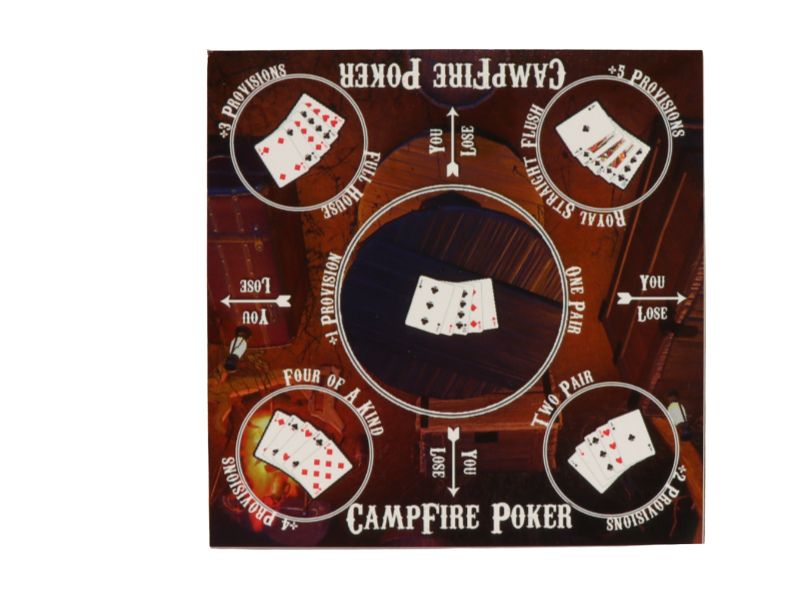 CAMPFIRE POKER
+3 PROVISIONS
FULL HOUSE
YOU LOSE
+5 PROVISIONS
ROYAL STRAIGHT FLUSH
YOU LOSE
+1 PROVISION
ONE PAIR
YOU
LOSE
FOUR OF A KIND
+4 PROVISIONS
YOU LOSE
TWO PAIR
+2 PROVISIONS
CAMPFIRE POKER